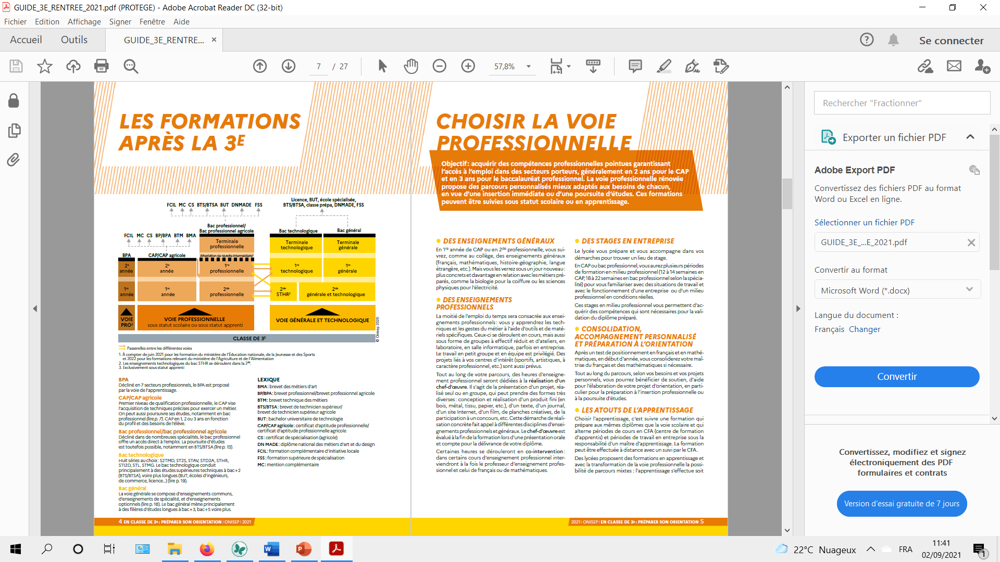 GUIDE_3E_RENTREE_2021.pdf (PROTEGE) - Adobe Acrobat Reader DC (32-bit)
Fichier Edition Affichage Signer Fenêtre Aide
Accueil Outils GUIDE_3E_RENTRE... Se connecter
7 / 27 57,8%
LES FORMATIONS
APRÈS LA 3E
Licence, BUT, école spécialisée,
BTS/BTSA, classe prépa, DNMADE, FSS
FCIL MC CS BTS/BTSA BUT DNMADE FSS
Bac professionnel/
Bac professionnel agricole
Bac technologique
Bac général
FCIL MC CS BP/BPA BTM BMA
Terminale
professionnelle
Terminale
technologique
Terminale
générale
BPA
CAP/CAP agricole
Attestation de réussite intermédiaire1
2e
année
2e
année
1re
professionnelle
1re
technologique
1re
générale
1re
année
1re
année
2de
professionnelle
2de
STHR2
2de
générale et technologique
VOIE
PRO3
VOIE PROFESSIONNELLE
sous statut scolaire ou sous statut apprenti
VOIE GÉNÉRALE ET TECHNOLOGIQUE
© Onisep 2020
CLASSE DE 3E
Passerelles entre les différentes voies
1. À compter de juin 2021 pour les formation du ministère de l'Éducation nationale, de la Jeunesse et des Sports
et 2022 pour les formations relevant du ministère de l'Agriculture et de l'Alimentation
2. Les enseignements technologiques du bac STHR se déroulent dans la 2de.
3. Exclusivement sous statut apprenti
BPA
Décliné en 7 secteurs professionnels, le BPA est proposé
par la voie de l'apprentissage.
CAP/CAP agricole
Premier niveau de qualification professionnelle, le CAP vise
l'acquisition de techniques précises pour exercer un métier.
On peut aussi poursuivre ses études, notamment en bac
professionnel (lire p. 7). CAP en 1, 2 ou 3 ans en fonction
du profil et des besoins de l'élève.
Bac professionnel/bac professionnel agricole
Décliné dans de nombreuses spécialités, le bac professionnel
offre un accès direct à l'emploi. La poursuite d'études
est toutefois possible, notamment en BTS/BTSA (lire p. 13).
Bac technologique
Huit séries au choix : S2TMD, ST2S, STAV, STD2A, STHR,
STI2D, STL, STMG. Le bac technologique conduit
principalement à des études supérieures techniques à bac + 2
(BTS/BTSA), voire plus longues (BUT, écoles d'ingénieurs,
de commerce, licence...) (lire p. 19).
Bac général
La voie générale se compose d'enseignements communs,
d'enseignements de spécialité, et d'enseignements
optionnels (lire p. 18). Le bac général mène principalement
à des filières d'études longues à bac + 3, bac + 5 voire plus.
LEXIQUE
BMA : brevet des métiers d'art
BP/BPA : brevet professionnel/brevet professionnel agricole
BTM : brevet technique des métiers
BTS/BTSA : brevet de technicien supérieur/
brevet de technicien supérieur agricole
BUT : bachelor universitaire de technologie
CAP/CAP agricole : certificat d'aptitude professionnelle/
certificat d'aptitude professionnelle agricole
CS : certificat de spécialisation (agricole)
DN MADE : diplôme national des métiers d'art et du design
FCIL : formation complémentaire d'initiative locale
FSS : formation supérieure de spécialisation
MC : mention complémentaire
4 EN CLASSE DE 3e : PRÉPARER SON ORIENTATION | ONISEP | 2021
CHOISIR LA VOIE
PROFESSIONNELLE
Objectif : acquérir des compétences professionnelles pointues garantissant
l'accès à l'emploi dans des secteurs porteurs, généralement en 2 ans pour le CAP
et en 3 ans pour le baccalauréat professionnel. La voie professionnelle rénovée
propose des parcours personnalisés mieux adaptés aux besoins de chacun,
en vue d'une insertion immédiate ou d'une poursuite d'études. Ces formations
peuvent être suivies sous statut scolaire ou en apprentissage.
DES ENSEIGNEMENTS GÉNÉRAUX
En 1re année de CAP ou en 2de professionnelle, vous sui-
vrez, comme au collège, des enseignements généraux
(français, mathématiques, histoire-géographie, langue
étrangère, etc.). Mais vous les verrez sous un jour nouveau :
plus concrets et davantage en relation avec les métiers pré-
parés, comme la biologie pour la coiffure ou les sciences
physiques pour l'électricité.
DES ENSEIGNEMENTS
PROFESSIONNELS
La moitié de l'emploi du temps sera consacrée aux ensei-
gnements professionnels : vous y apprendrez les tech-
niques et les gestes du métier à l'aide d'outils et de maté-
riels spécifiques. Ceux-ci se déroulent en cours, mais aussi
sous forme de groupes à effectif réduit et d'ateliers, en
laboratoire, en salle informatique, parfois en entreprise.
Le travail en petit groupe et en équipe est privilégié. Des
projets liés à vos centres d'intérêt (sportifs, artistiques, à
caractère professionnel, etc.) sont aussi prévus.
Tout au long de votre parcours, des heures d'enseigne-
ment professionnel seront dédiées à la réalisation d'un
chef-d'œuvre. Il s'agit de la présentation d'un projet, réa-
lisé seul ou en groupe, qui peut prendre des formes très
diverses : conception et réalisation d'un produit fini (en
bois, métal, tissu, papier, etc.), d'un texte, d'un journal,
d'un site Internet, d'un film, de planches créatives, de la
participation à un concours, etc. Cette démarche de réali-
sation concrète fait appel à différentes disciplines d'ensei-
gnements professionnels et généraux. Le chef-d'œuvre est
évalué à la fin de la formation lors d'une présentation orale
et compte pour la délivrance de votre diplôme.
Certaines heures se dérouleront en co-intervention :
dans certains cours d'enseignement professionnel inter-
viendront à la fois le professeur d'enseignement profes-
sionnel et celui de français ou de mathématiques.
DES STAGES EN ENTREPRISE
Le lycée vous prépare et vous accompagne dans vos
démarches pour trouver un lieu de stage.
En CAP ou bac professionnel, vous aurez plusieurs périodes
de formation en milieu professionnel (12 à 14 semaines en
CAP, 18 à 22 semaines en bac professionnel selon la spécia-
lité) pour vous familiariser avec des situations de travail et
avec le fonctionnement d'une entreprise ou d'un milieu
professionnel en conditions réelles.
Ces stages en milieu professionnel vous permettent d'ac-
quérir des compétences qui sont nécessaires pour la vali-
dation du diplôme préparé.
CONSOLIDATION,
ACCOMPAGNEMENT PERSONNALISÉ
ET PRÉPARATION À L'ORIENTATION
Après un test de positionnement en français et en mathé-
matiques, en début d'année, vous consoliderez votre maî-
trise du français et des mathématiques si nécessaire.
Tout au long du parcours, selon vos besoins et vos projets
personnels, vous pourrez bénéficier de soutien, d'aide
pour l'élaboration de votre projet d'orientation, en parti-
culier pour la préparation à l'insertion professionnelle ou
à la poursuite d'études.
LES ATOUTS DE L'APPRENTISSAGE
Choisir l'apprentissage, c'est suivre une formation qui
prépare aux mêmes diplômes que la voie scolaire et qui
alterne périodes de cours en CFA (centre de formation
d'apprentis) et périodes de travail en entreprise sous la
responsabilité d'un maître d'apprentissage. La formation
peut être effectuée à distance avec un suivi par le CFA.
Des lycées proposent des formations en apprentissage et
avec la transformation de la voie professionnelle la possi-
bilité de parcours mixtes : l'apprentissage s'effectue soit
2021 | ONISEP | EN CLASSE DE 3e : PRÉPARER SON ORIENTATION 5
Rechercher "Fractionner"
Exporter un fichier PDF
Adobe Export PDF
Convertissez des fichiers PDF au format
Word ou Excel en ligne.
Sélectionner un fichier PDF
GUIDE_3E_...E_2021.pdf
Convertir au format
Microsoft Word (*.docx)
Langue du document :
Français Changer
Convertir
Convertissez, modifiez et signez
électroniquement des PDF
formulaires et contrats
Version d'essai gratuite de 7 jours
22°C Nuageux FRA 11:41
02/09/2021
1